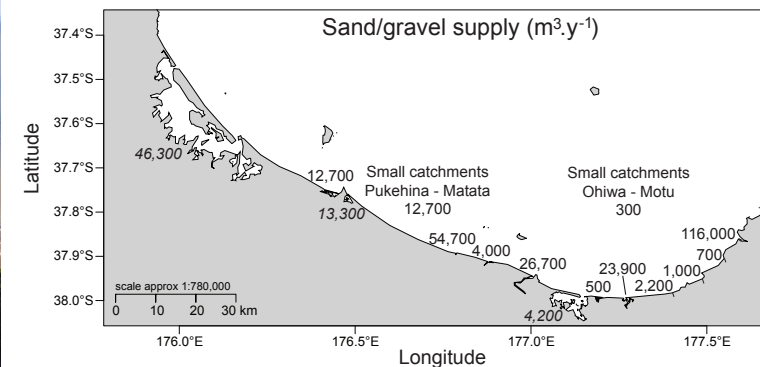 Sand/gravel supply (m³.y⁻¹)
37.4°S
37.5°S
37.6°S
37.7°S
37.8°S
37.9°S
38.0°S
Latitude
46,300
12,700
13,300
Small catchments
Pukehina - Matata
12,700
Small catchments
Ohiwa - Motu
300
54,700
4,000
26,700
4,200
500
23,900
2,200
1,000
700
116,000
scale approx 1:780,000
0 10 20 30 km
176.0°E 176.5°E 177.0°E 177.5°E
Longitude